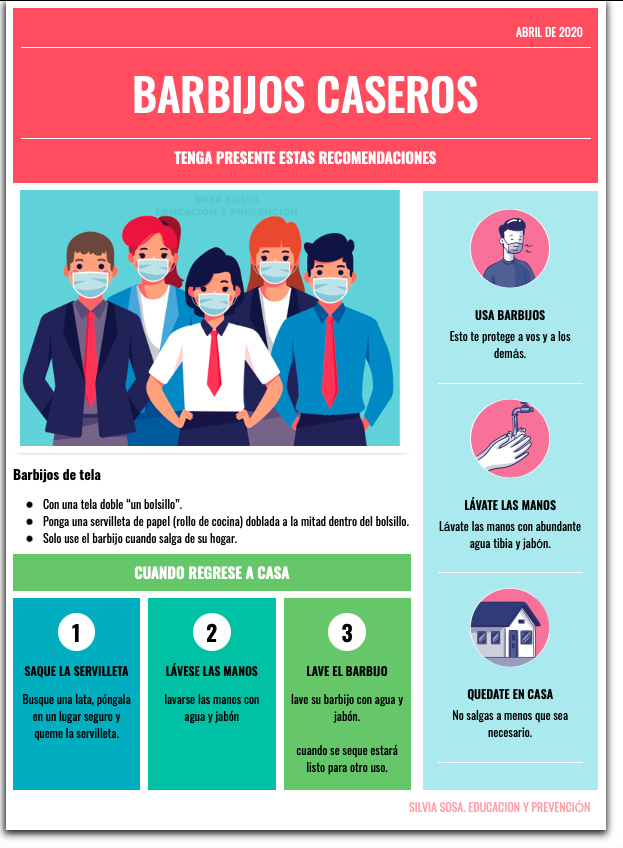 ABRIL DE 2020
BARBIJOS CASEROS
TENGA PRESENTE ESTAS RECOMENDACIONES
SOSA SILVIA
EDUCACIÓN Y PREVENCION
Barbijos de tela
● Con una tela doble “un bolsillo”.
● Ponga una servilleta de papel (rollo de cocina) doblada a la mitad dentro del bolsillo.
● Solo use el barbijo cuando salga de su hogar.
CUANDO REGRESE A CASA
1
SAQUE LA SERVILLETA
Busque una lata, póngala
en un lugar seguro y
queme la servilleta.
2
LÁVESE LAS MANOS
lavarse las manos con
agua y jabón
3
LAVE EL BARBIJO
lave su barbijo con agua y
jabón.
cuando se seque estará
listo para otro uso.
USA BARBIJOS
Esto te protege a vos y a los
demás.
LÁVATE LAS MANOS
Lávate las manos con abundante
agua tibia y jabón.
QUEDATE EN CASA
No salgas a menos que sea
necesario.
SILVIA SOSA. EDUCACION Y PREVENCIÓN